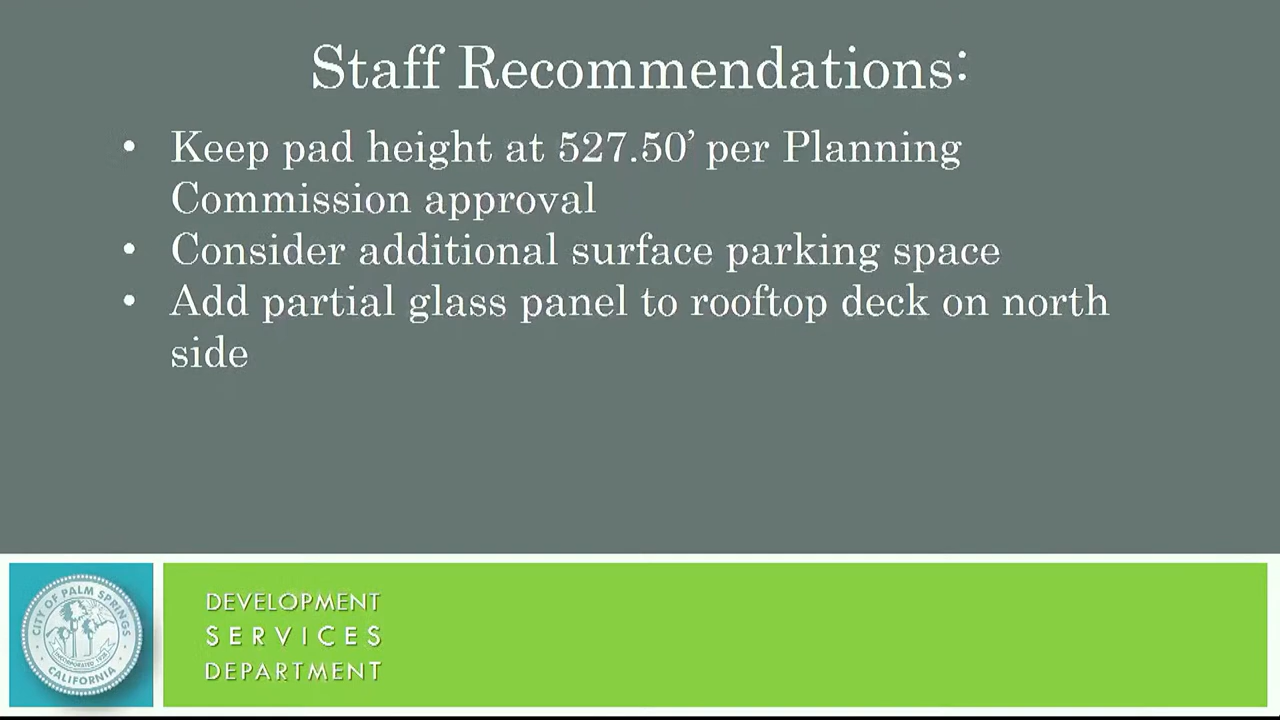 Staff Recommendations:
• Keep pad height at 527.50’ per Planning
Commission approval
• Consider additional surface parking space
• Add partial glass panel to rooftop deck on north
side
CITY OF PALM SPRINGS
CALIFORNIA
DEVELOPMENT
SERVICES
DEPARTMENT